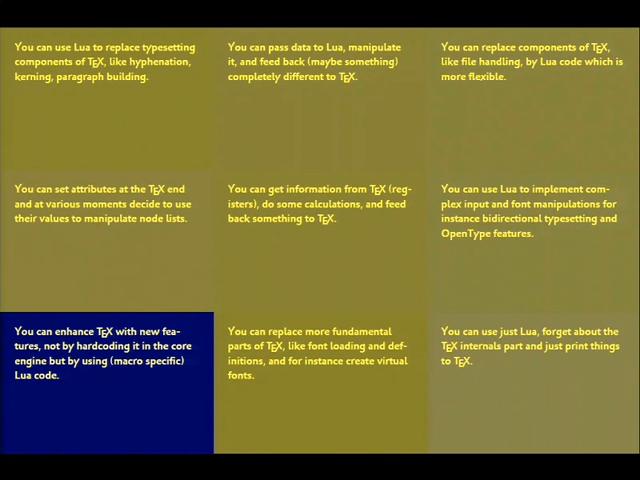 You can use Lua to replace typesetting
components of TEX, like hyphenation,
kerning, paragraph building.
You can pass data to Lua, manipulate
it, and feed back (maybe something)
completely different to TEX.
You can replace components of TEX,
like file handling, by Lua code which is
more flexible.
You can set attributes at the TEX end
and at various moments decide to use
their values to manipulate node lists.
You can get information from TEX (reg-
isters), do some calculations, and feed
back something to TEX.
You can use Lua to implement com-
plex input and font manipulations for
instance bidirectional typesetting and
OpenType features.
You can enhance TEX with new fea-
tures, not by hardcoding it in the core
engine but by using (macro specific)
Lua code.
You can replace more fundamental
parts of TEX, like font loading and def-
initions, and for instance create virtual
fonts.
You can use just Lua, forget about the
TEX internals part and just print things
to TEX.